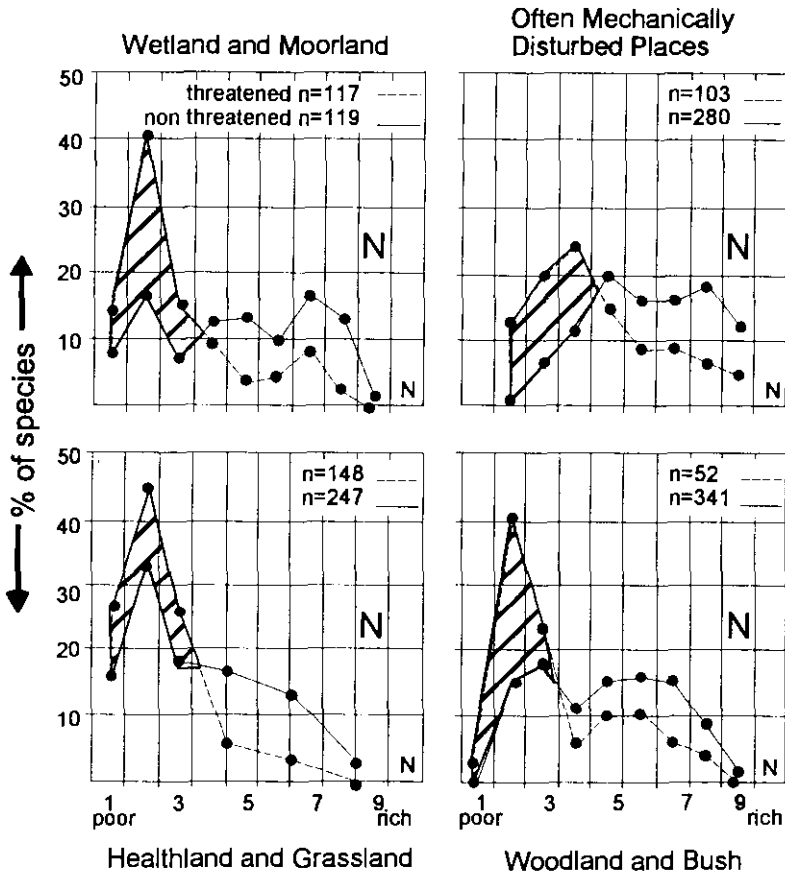 Wetland and Moorland
Often Mechanically
Disturbed Places
50
40
30
20
10
threatened n=117
non threatened n=119
N
N
n=103
n=280
N
N
% of species
50
40
30
20
10
n=148
n=247
N
N
1 3 5 7 9
poor rich
n=52
n=341
N
N
1 3 5 7 9
poor rich
Healthland and Grassland
Woodland and Bush